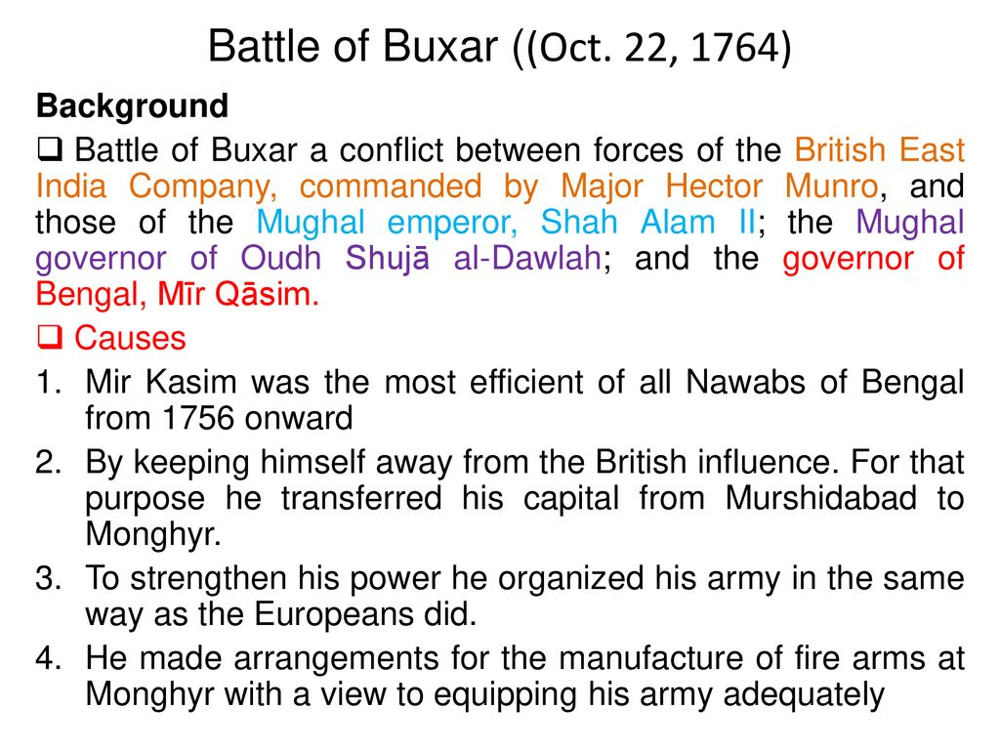 Battle of Buxar ((Oct. 22, 1764)
Background
❑ Battle of Buxar a conflict between forces of the British East
India Company, commanded by Major Hector Munro, and
those of the Mughal emperor, Shah Alam II; the Mughal
governor of Oudh Shujā al-Dawlah; and the governor of
Bengal, Mīr Qāsim.
❑ Causes
1. Mir Kasim was the most efficient of all Nawabs of Bengal
from 1756 onward
2. By keeping himself away from the British influence. For that
purpose he transferred his capital from Murshidabad to
Monghyr.
3. To strengthen his power he organized his army in the same
way as the Europeans did.
4. He made arrangements for the manufacture of fire arms at
Monghyr with a view to equipping his army adequately